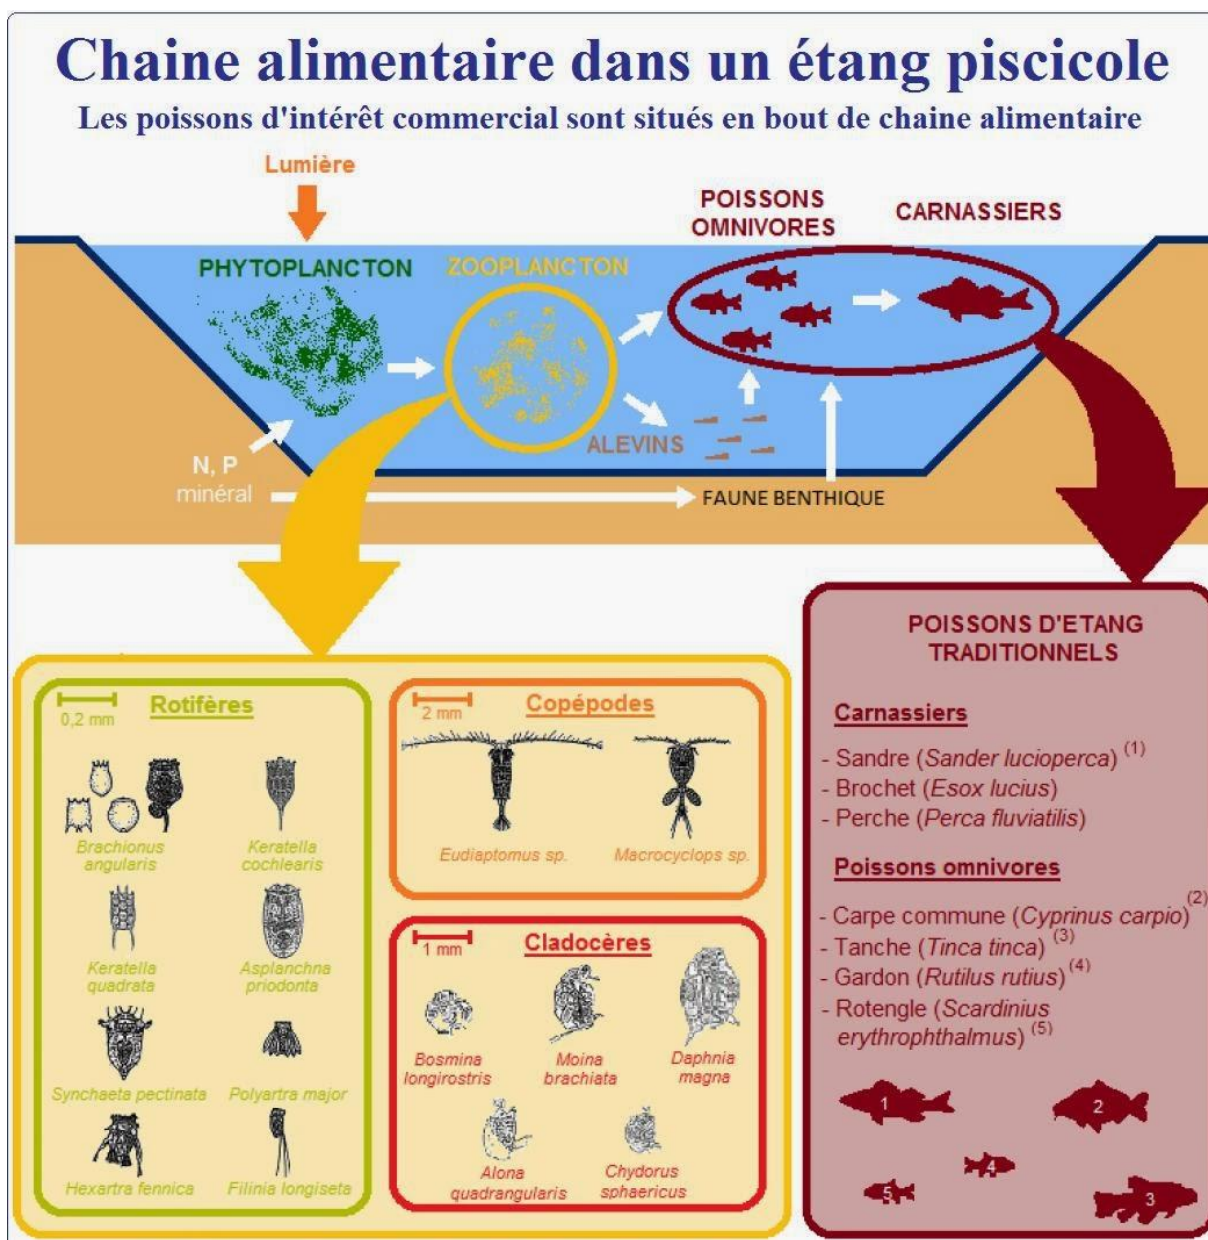 Chaine alimentaire dans un étang piscicole
Les poissons d'intérêt commercial sont situés en bout de chaine alimentaire
Lumière
PHYTOPLANCTON
ZOOPLANCTON
POISSONS
OMNIVORES
CARNASSIERS
ALEVINS
N, P
minéral
FAUNE BENTHIQUE
0,2 mm
Rotifères
Brachionus
angularis
Keratella
cochlearis
Keratella
quadrata
Asplanchna
priodonta
Synchaeta pectinata
Polyartra major
Hexartra fennica
Filinia longiseta
2 mm
Copépodes
Eudiaptomus sp.
Macrocyclops sp.
1 mm
Cladocères
Bosmina
longirostris
Moina
brachiata
Daphnia
magna
Alona
quadrangularis
Chydorus
sphaericus
POISSONS D'ETANG
TRADITIONNELS
Carnassiers
- Sandre (Sander lucioperca) (1)
- Brochet (Esox lucius)
- Perche (Perca fluviatilis)
Poissons omnivores
- Carpe commune (Cyprinus carpio) (2)
- Tanche (Tinca tinca) (3)
- Gardon (Rutilus rutius) (4)
- Rotengle (Scardinius
erythrophthalmus) (5)
1
2
4
5
3